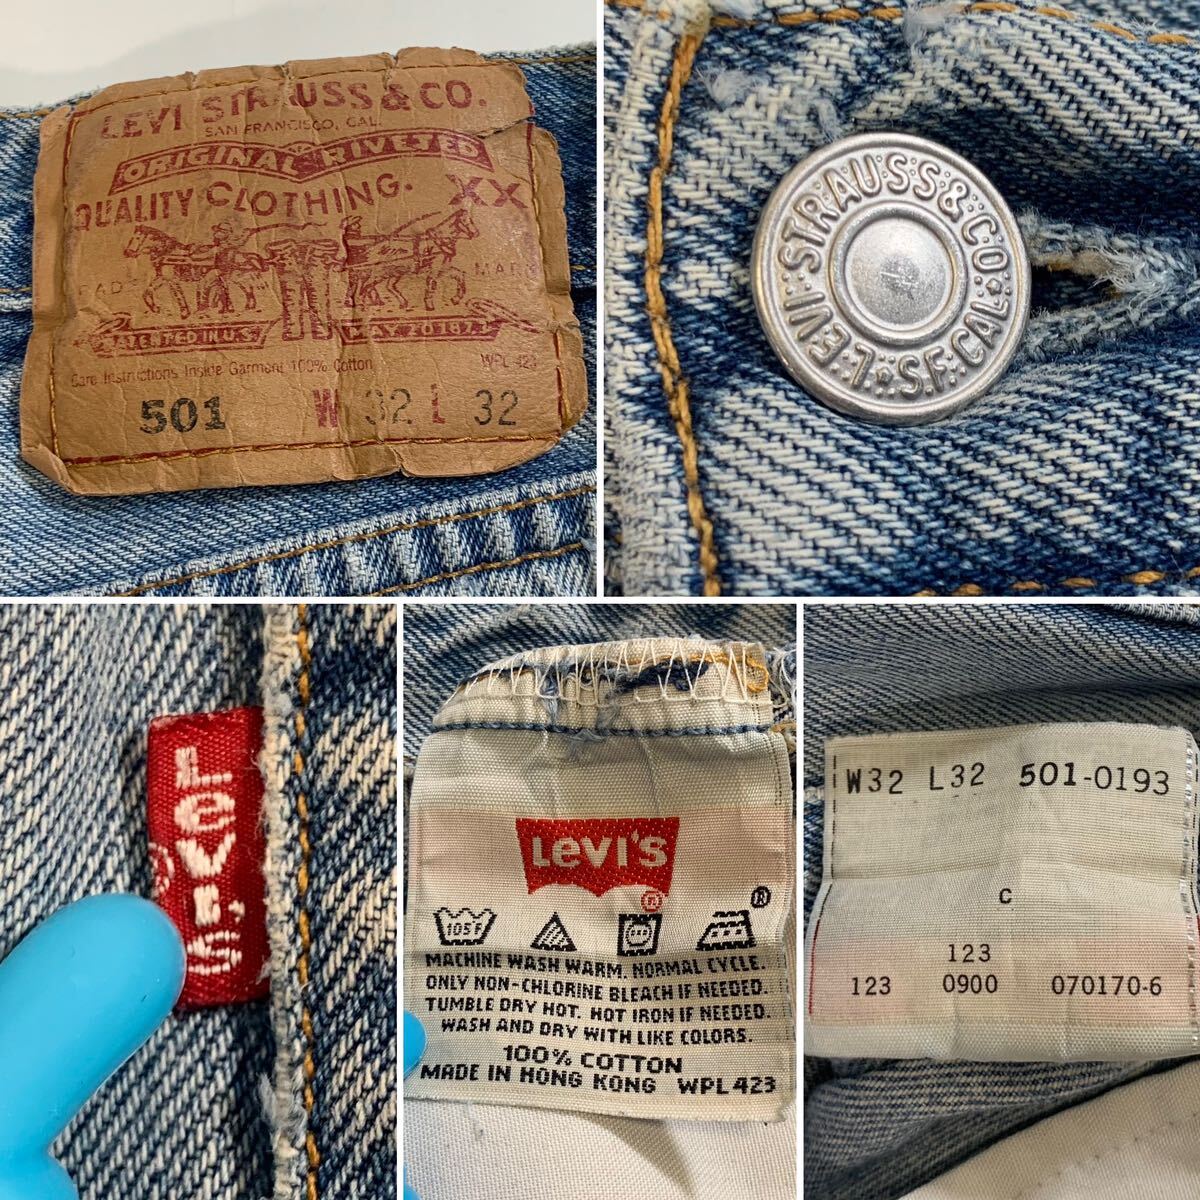 LEVI STRAUSS & CO.
SAN FRANCISCO, CAL.
ORIGINAL RIVETED
QUALITY CLOTHING. XX
MARK
PATENTED IN U.S. MAY 20 1873
Care Instructions Inside Garment 100% Cotton WPL 423
501 W 32 L 32
LEVI STRAUSS & CO S.F. CAL
Levi's ®
Levi's ®
105°F ®
MACHINE WASH WARM. NORMAL CYCLE.
ONLY NON-CHLORINE BLEACH IF NEEDED.
TUMBLE DRY HOT. HOT IRON IF NEEDED.
WASH AND DRY WITH LIKE COLORS.
100% COTTON
MADE IN HONG KONG WPL 423
W32 L32 501-0193
C
123
123 0900 070170-6